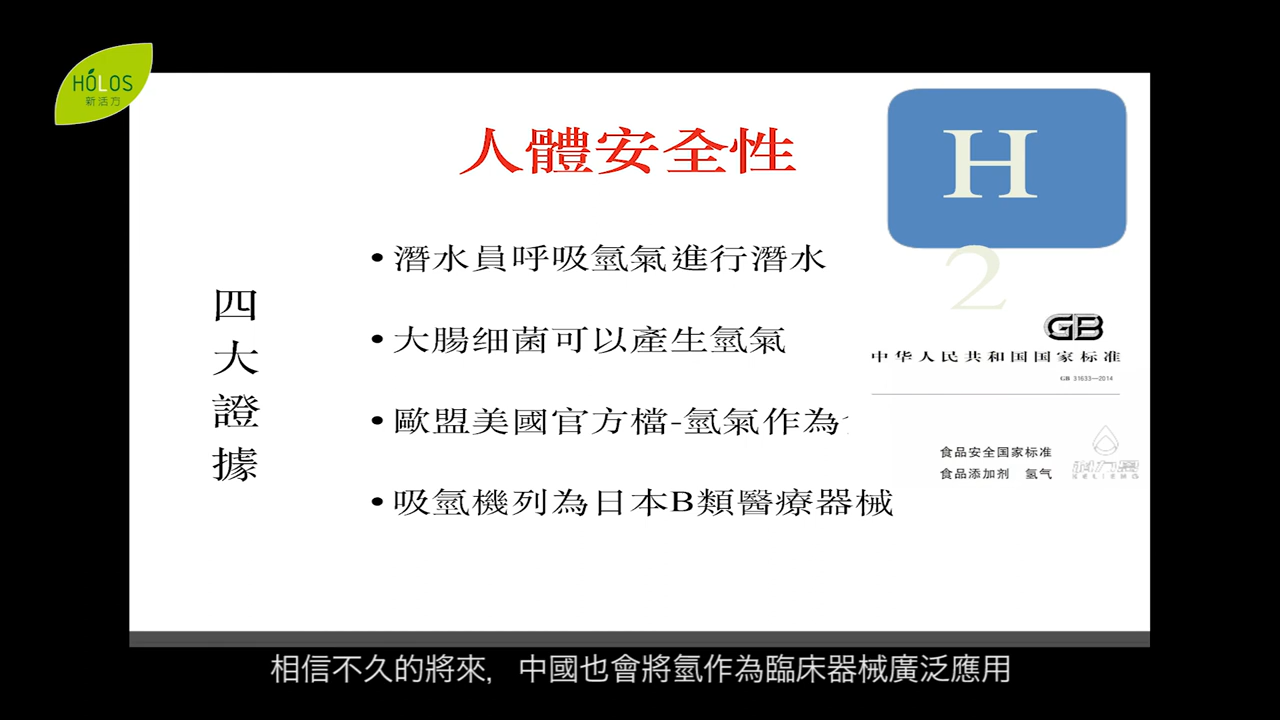 HOLOS
新活方
人體安全性
H
2
四大證據
• 潛水員呼吸氫氣進行潛水
• 大腸细菌可以產生氫氣
• 歐盟美國官方檔-氫氣作為
• 吸氫機列為日本B類醫療器械
GB
中华人民共和国国家标准
GB 31633—2014
食品安全国家标准
食品添加剂 氢气
相信不久的將來, 中國也會將氫作為臨床器械廣泛應用